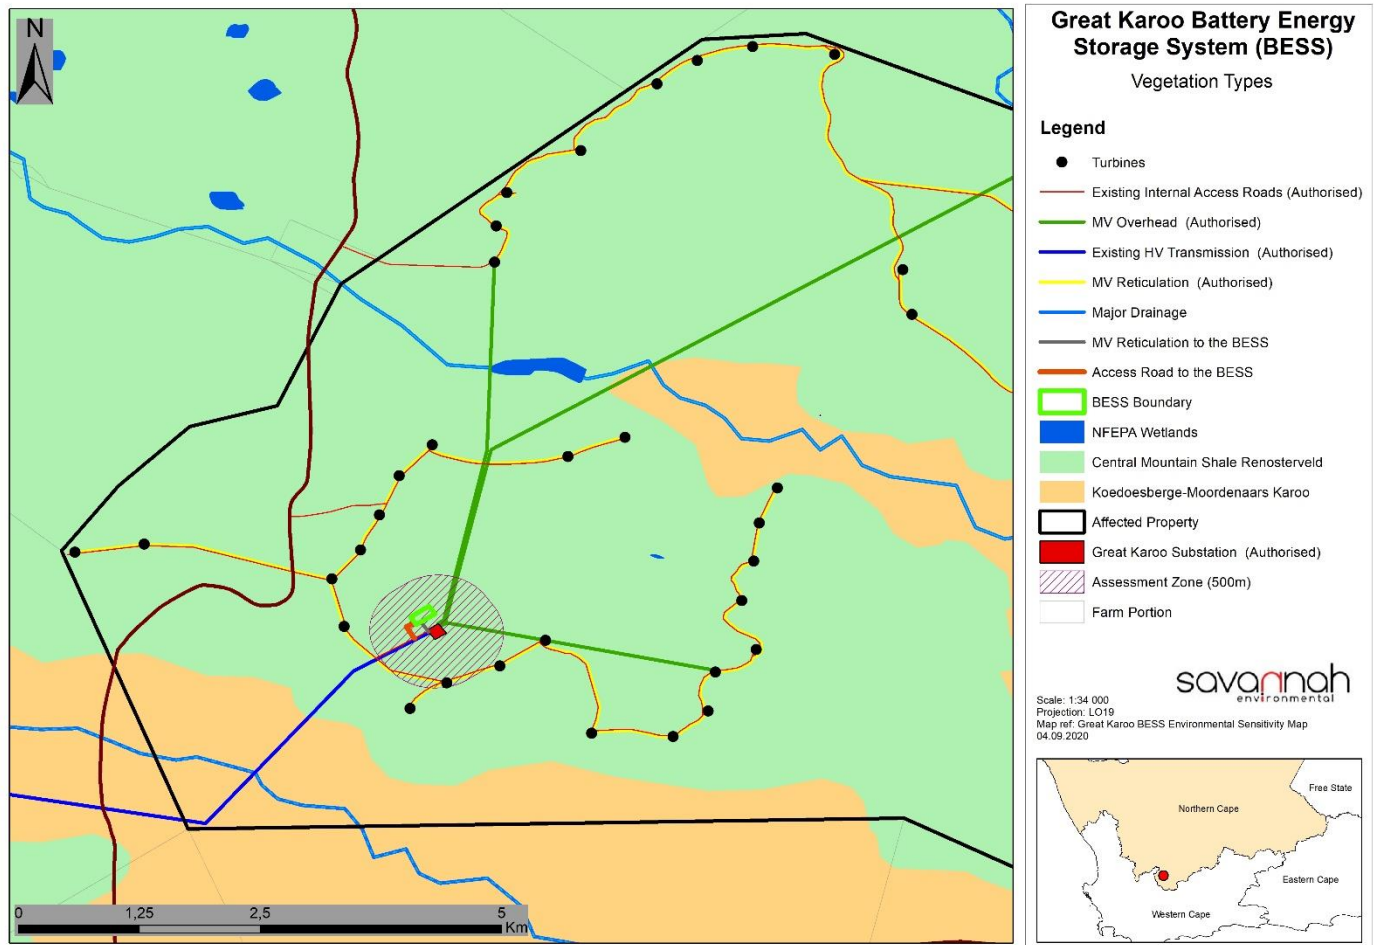 N
0
1,25
2,5
5
Km
Great Karoo Battery Energy
Storage System (BESS)
Vegetation Types
Legend
Turbines
Existing Internal Access Roads (Authorised)
MV Overhead (Authorised)
Existing HV Transmission (Authorised)
MV Reticulation (Authorised)
Major Drainage
MV Reticulation to the BESS
Access Road to the BESS
BESS Boundary
NFEPA Wetlands
Central Mountain Shale Renosterveld
Koedoesberge-Moordenaars Karoo
Affected Property
Great Karoo Substation (Authorised)
Assessment Zone (500m)
Farm Portion
savannah
environmental
Scale: 1:34 000
Projection: LO19
Map ref: Great Karoo BESS Environmental Sensitivity Map
04.09.2020
Free State
Northern Cape
Eastern Cape
Western Cape